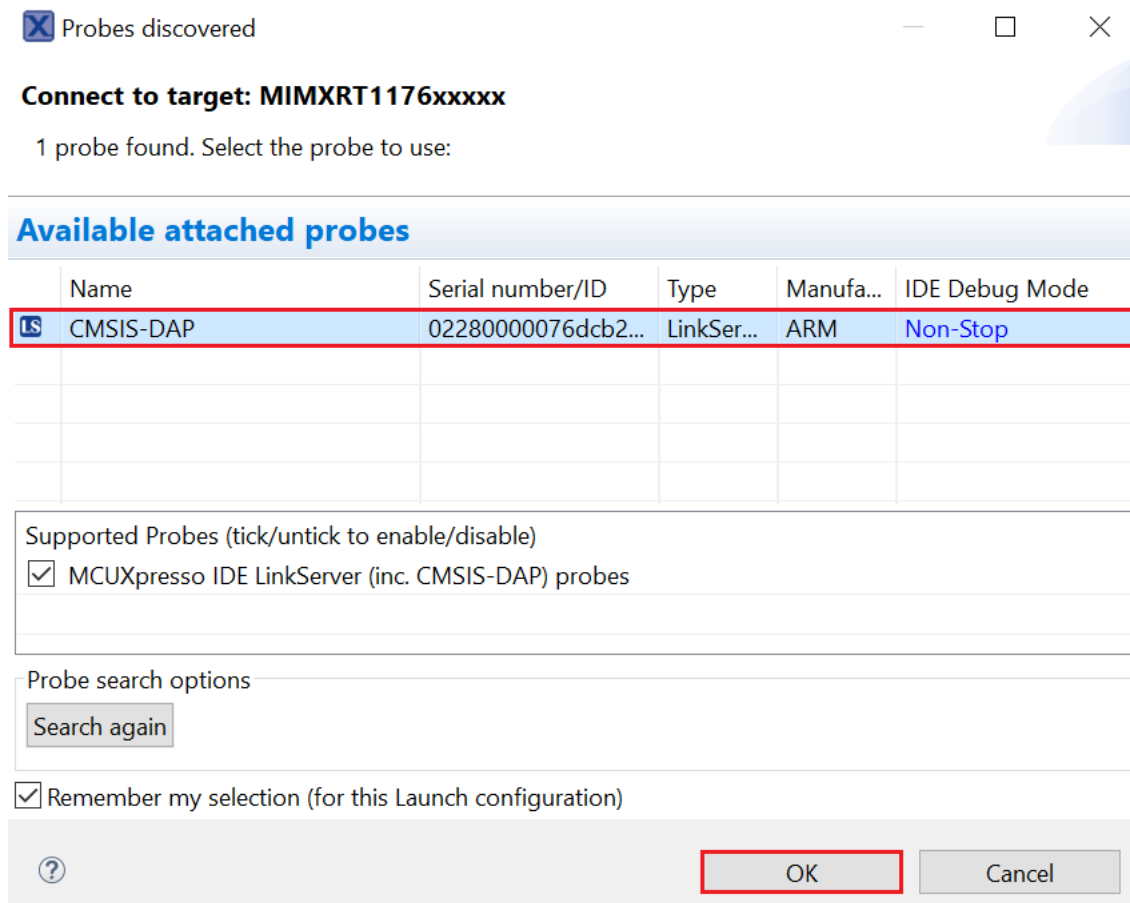 Probes discovered
Connect to target: MIMXRT1176xxxxx
1 probe found. Select the probe to use:
Available attached probes
Name Serial number/ID Type Manufa... IDE Debug Mode
LS CMSIS-DAP 02280000076dcb2... LinkSer... ARM Non-Stop
Supported Probes (tick/untick to enable/disable)
MCUXpresso IDE LinkServer (inc. CMSIS-DAP) probes
Probe search options
Search again
Remember my selection (for this Launch configuration)
? OK Cancel